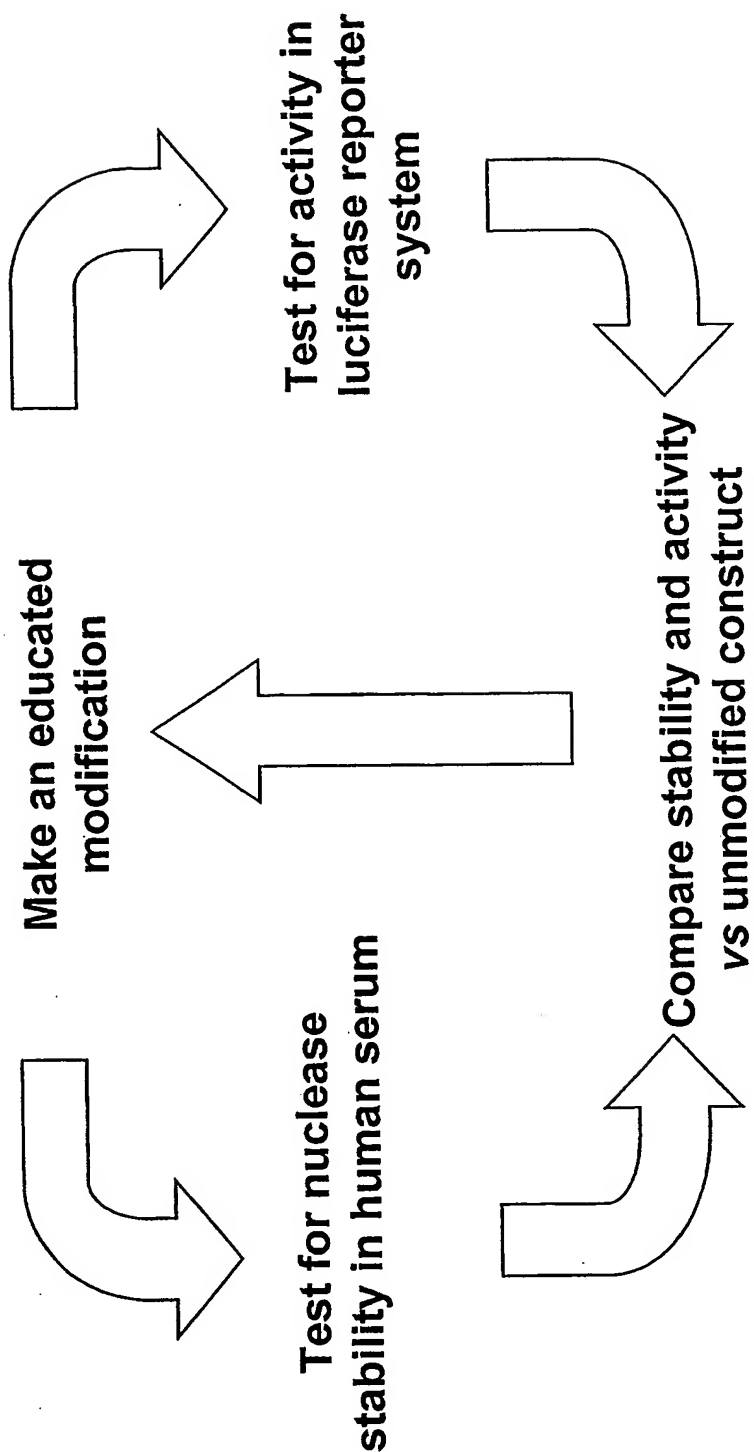 Make an educated
modification
Test for nuclease
stability in human serum
Test for activity in
luciferase reporter
system
Compare stability and activity
vs unmodified construct